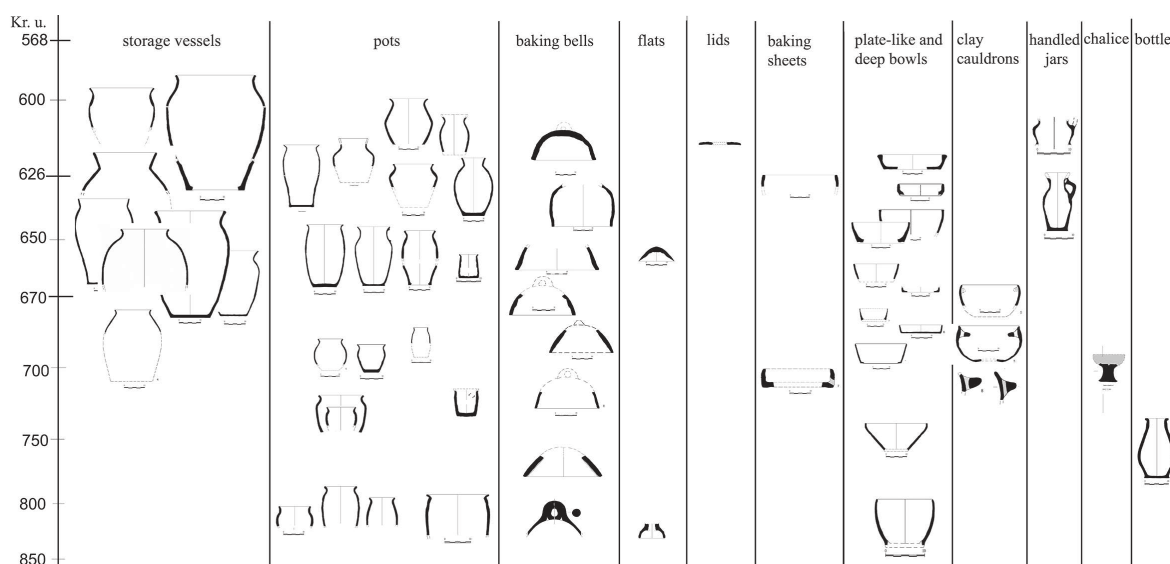 Kr. u.
568
storage vessels
pots
baking bells
flats
lids
baking
sheets
plate-like and
deep bowls
clay
cauldrons
handled
jars
chalice
bottle
600
626
650
670
700
750
800
850